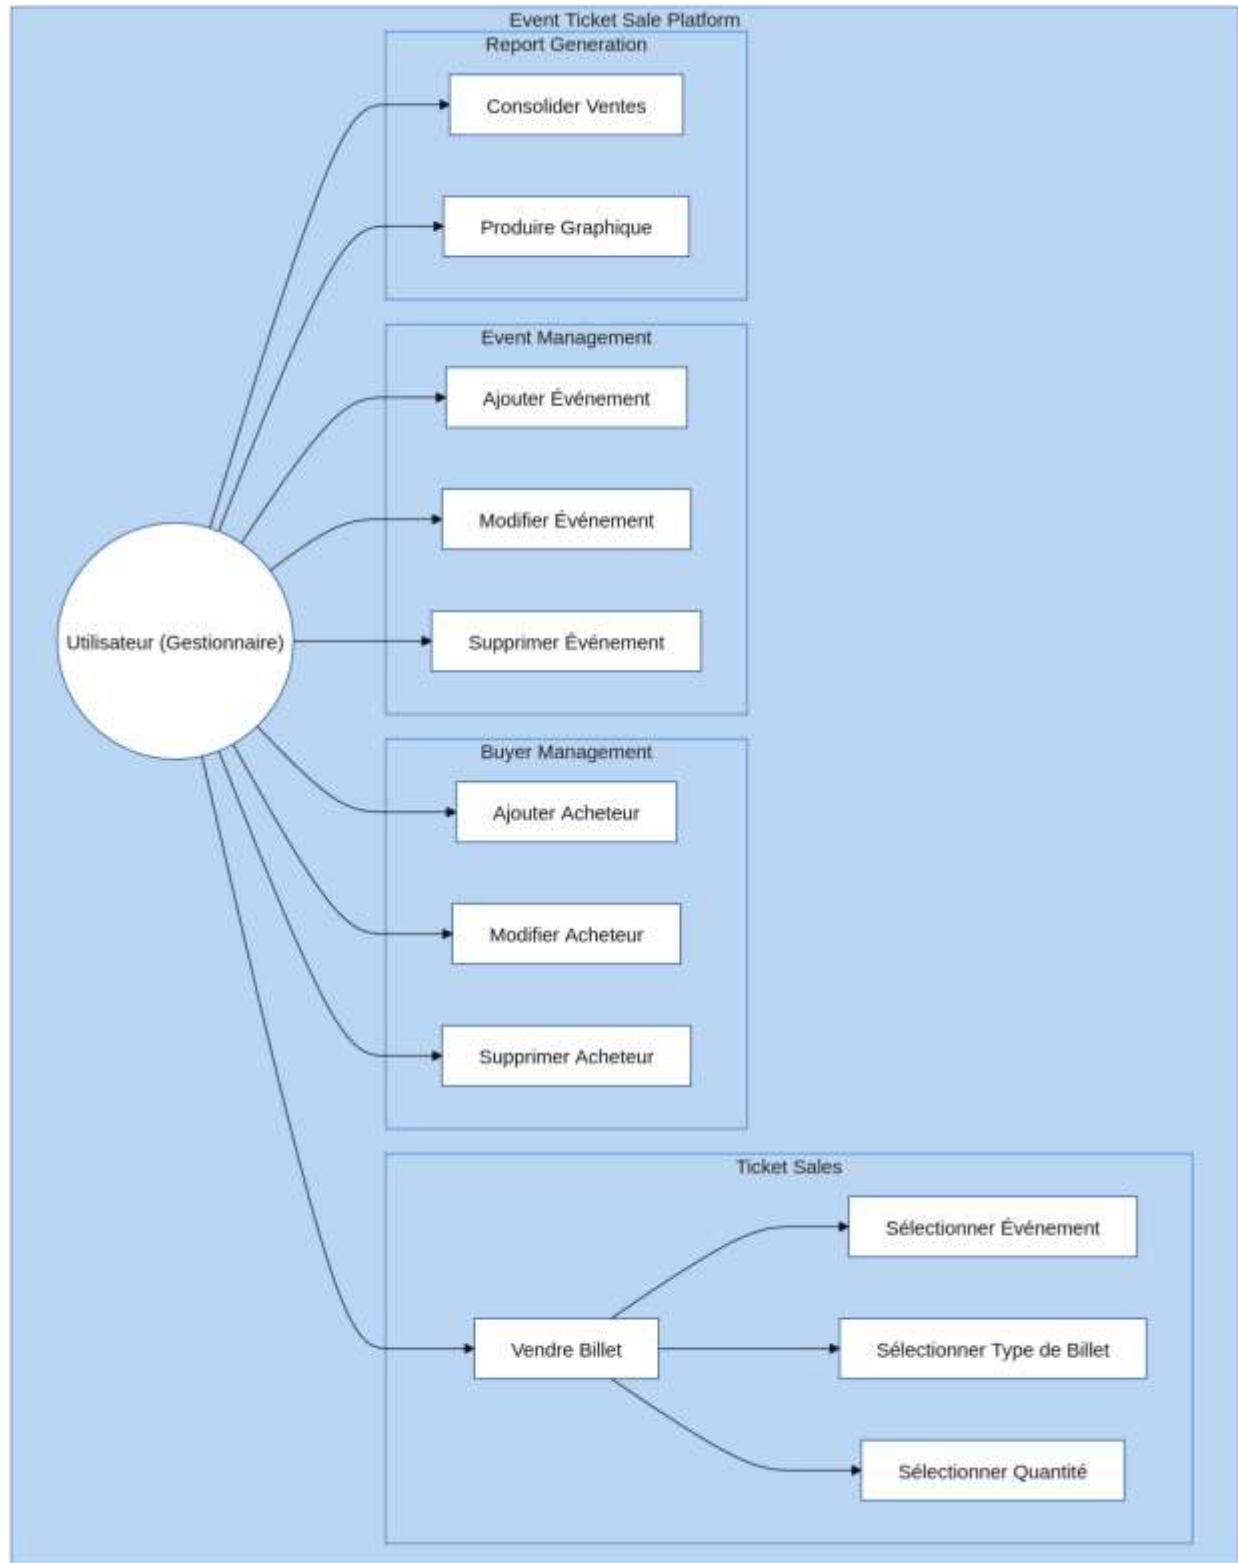 Event Ticket Sale Platform
Report Generation
Consolider Ventes
Produire Graphique
Event Management
Ajouter Événement
Modifier Événement
Supprimer Événement
Utilisateur (Gestionnaire)
Buyer Management
Ajouter Acheteur
Modifier Acheteur
Supprimer Acheteur
Ticket Sales
Vendre Billet
Sélectionner Événement
Sélectionner Type de Billet
Sélectionner Quantité